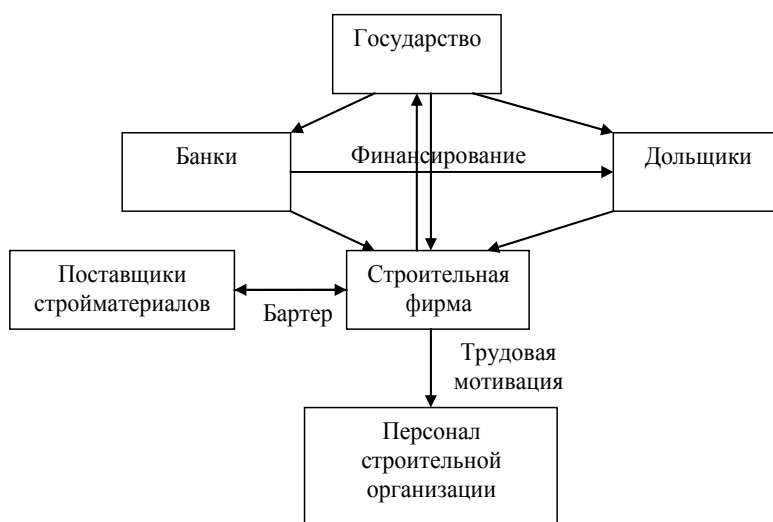 Государство
Банки
Финансирование
Дольщики
Поставщики
стройматериалов
Бартер
Строительная
фирма
Трудовая
мотивация
Персонал
строительной
организации